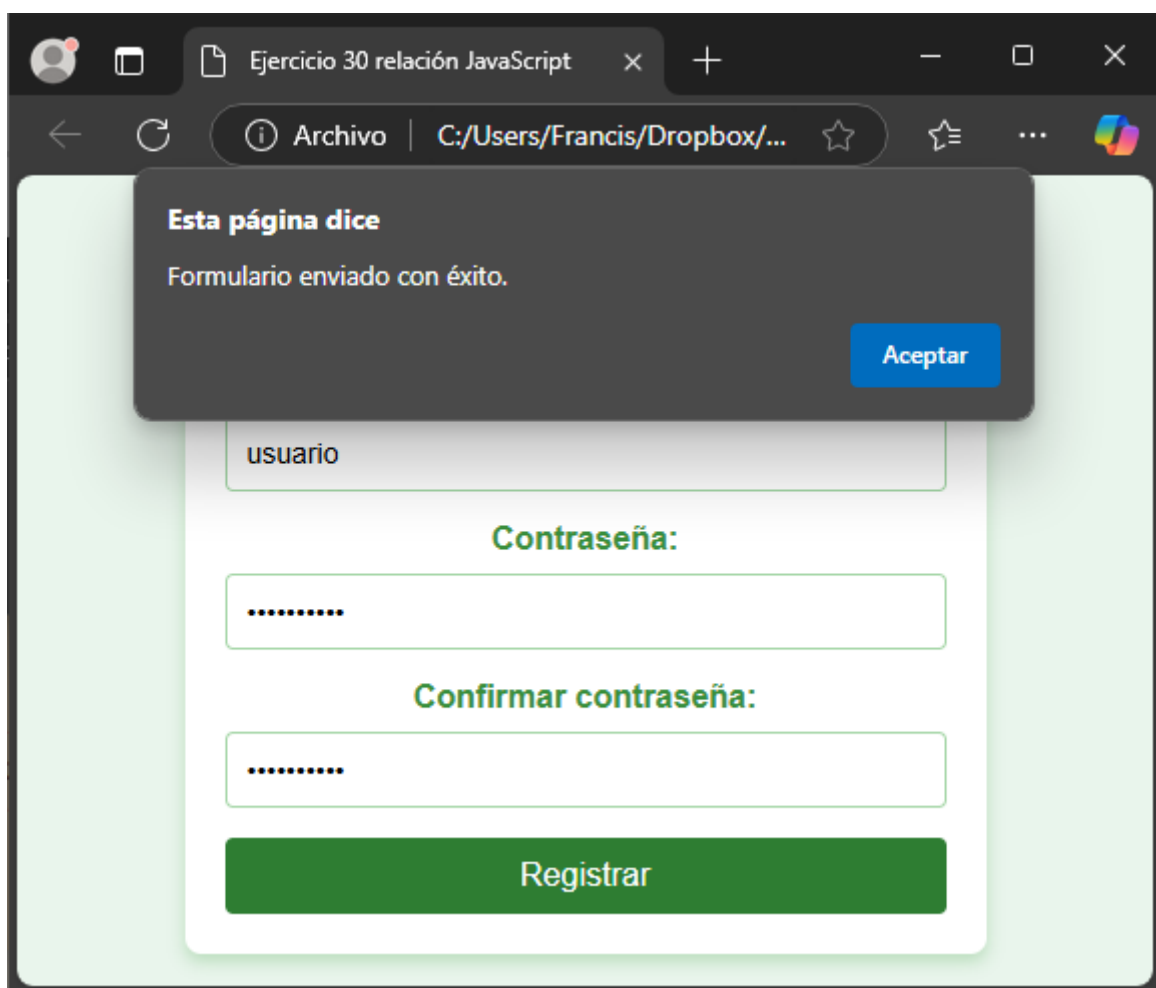 Ejercicio 30 relación JavaScript
Archivo C:/Users/Francis/Dropbox/...
Esta página dice
Formulario enviado con éxito.
Aceptar
usuario
Contraseña:
••••••••••
Confirmar contraseña:
••••••••••
Registrar